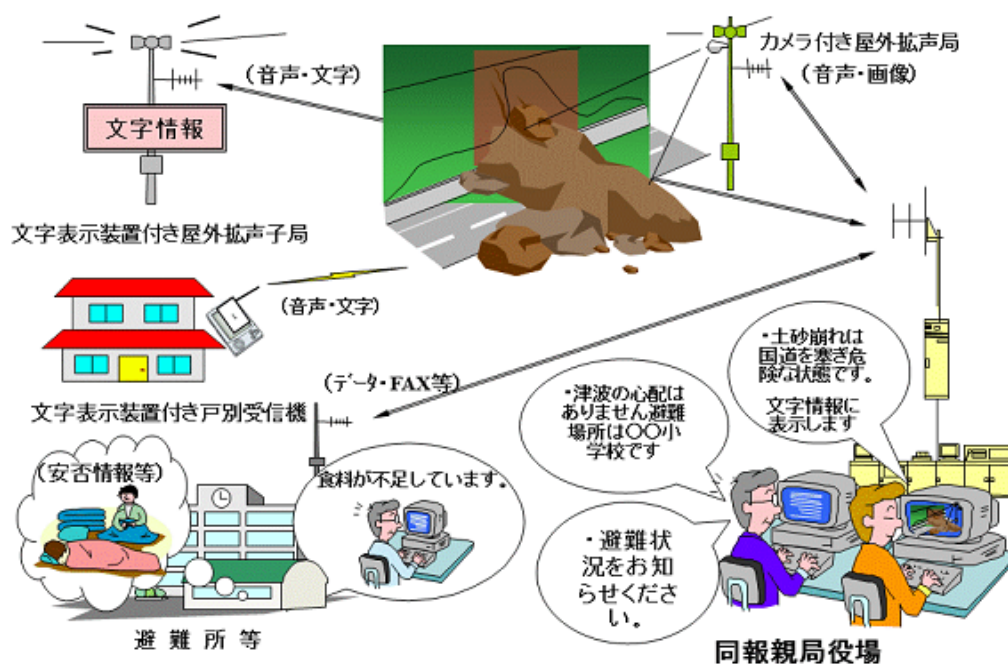 カメラ付き屋外拡声局
(音声・画像)
(音声・文字)
文字情報
文字表示装置付き屋外拡声子局
(音声・文字)
文字表示装置付き戸別受信機
(データ・FAX等)
・土砂崩れは
国道を塞ぎ危
険な状態です。
文字情報に
表示します
・津波の心配は
ありません避難
場所は〇〇小
学校です
(安否情報等)
食料が不足しています。
・避難状
況をお知
らせくださ
い。
避難所等
同報親局役場